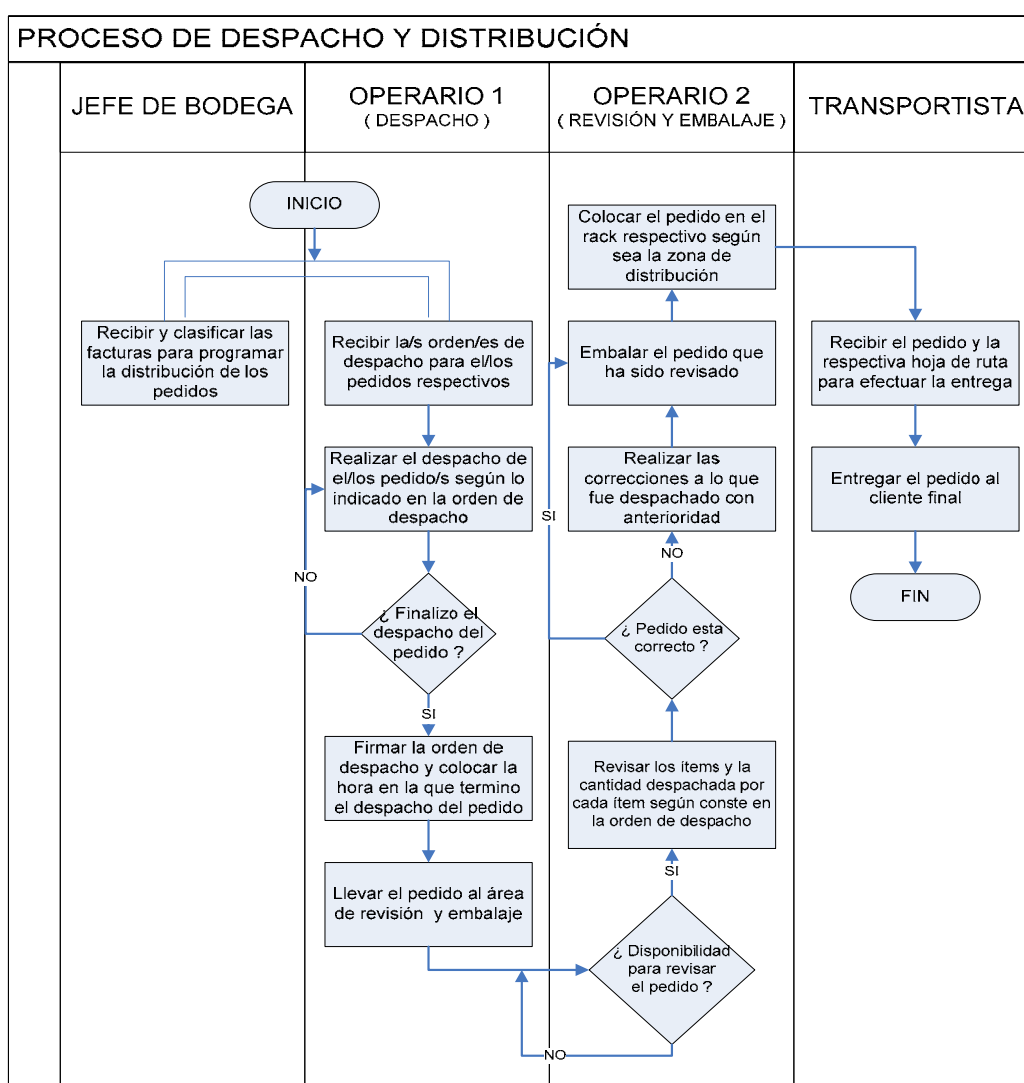 PROCESO DE DESPACHO Y DISTRIBUCIÓN
JEFE DE BODEGA
OPERARIO 1
( DESPACHO )
OPERARIO 2
( REVISIÓN Y EMBALAJE )
TRANSPORTISTA
INICIO
Recibir y clasificar las
facturas para programar
la distribución de los
pedidos
Recibir la/s orden/es de
despacho para el/los
pedidos respectivos
Realizar el despacho de
el/los pedido/s según lo
indicado en la orden de
despacho
NO
¿ Finalizo el
despacho del
pedido ?
SI
Firmar la orden de
despacho y colocar la
hora en la que termino
el despacho del pedido
Llevar el pedido al área
de revisión y embalaje
Colocar el pedido en el
rack respectivo según
sea la zona de
distribución
Embalar el pedido que
ha sido revisado
Realizar las
correcciones a lo que
fue despachado con
anterioridad
SI
NO
¿ Pedido esta
correcto ?
Revisar los ítems y la
cantidad despachada por
cada ítem según conste en
la orden de despacho
SI
¿ Disponibilidad
para revisar
el pedido ?
NO
Recibir el pedido y la
respectiva hoja de ruta
para efectuar la entrega
Entregar el pedido al
cliente final
FIN